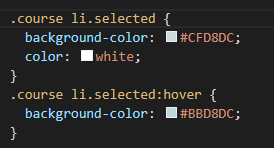 .course li.selected {
  background-color: #CFD8DC;
  color: white;
}
.course li.selected:hover {
  background-color: #BBD8DC;
}